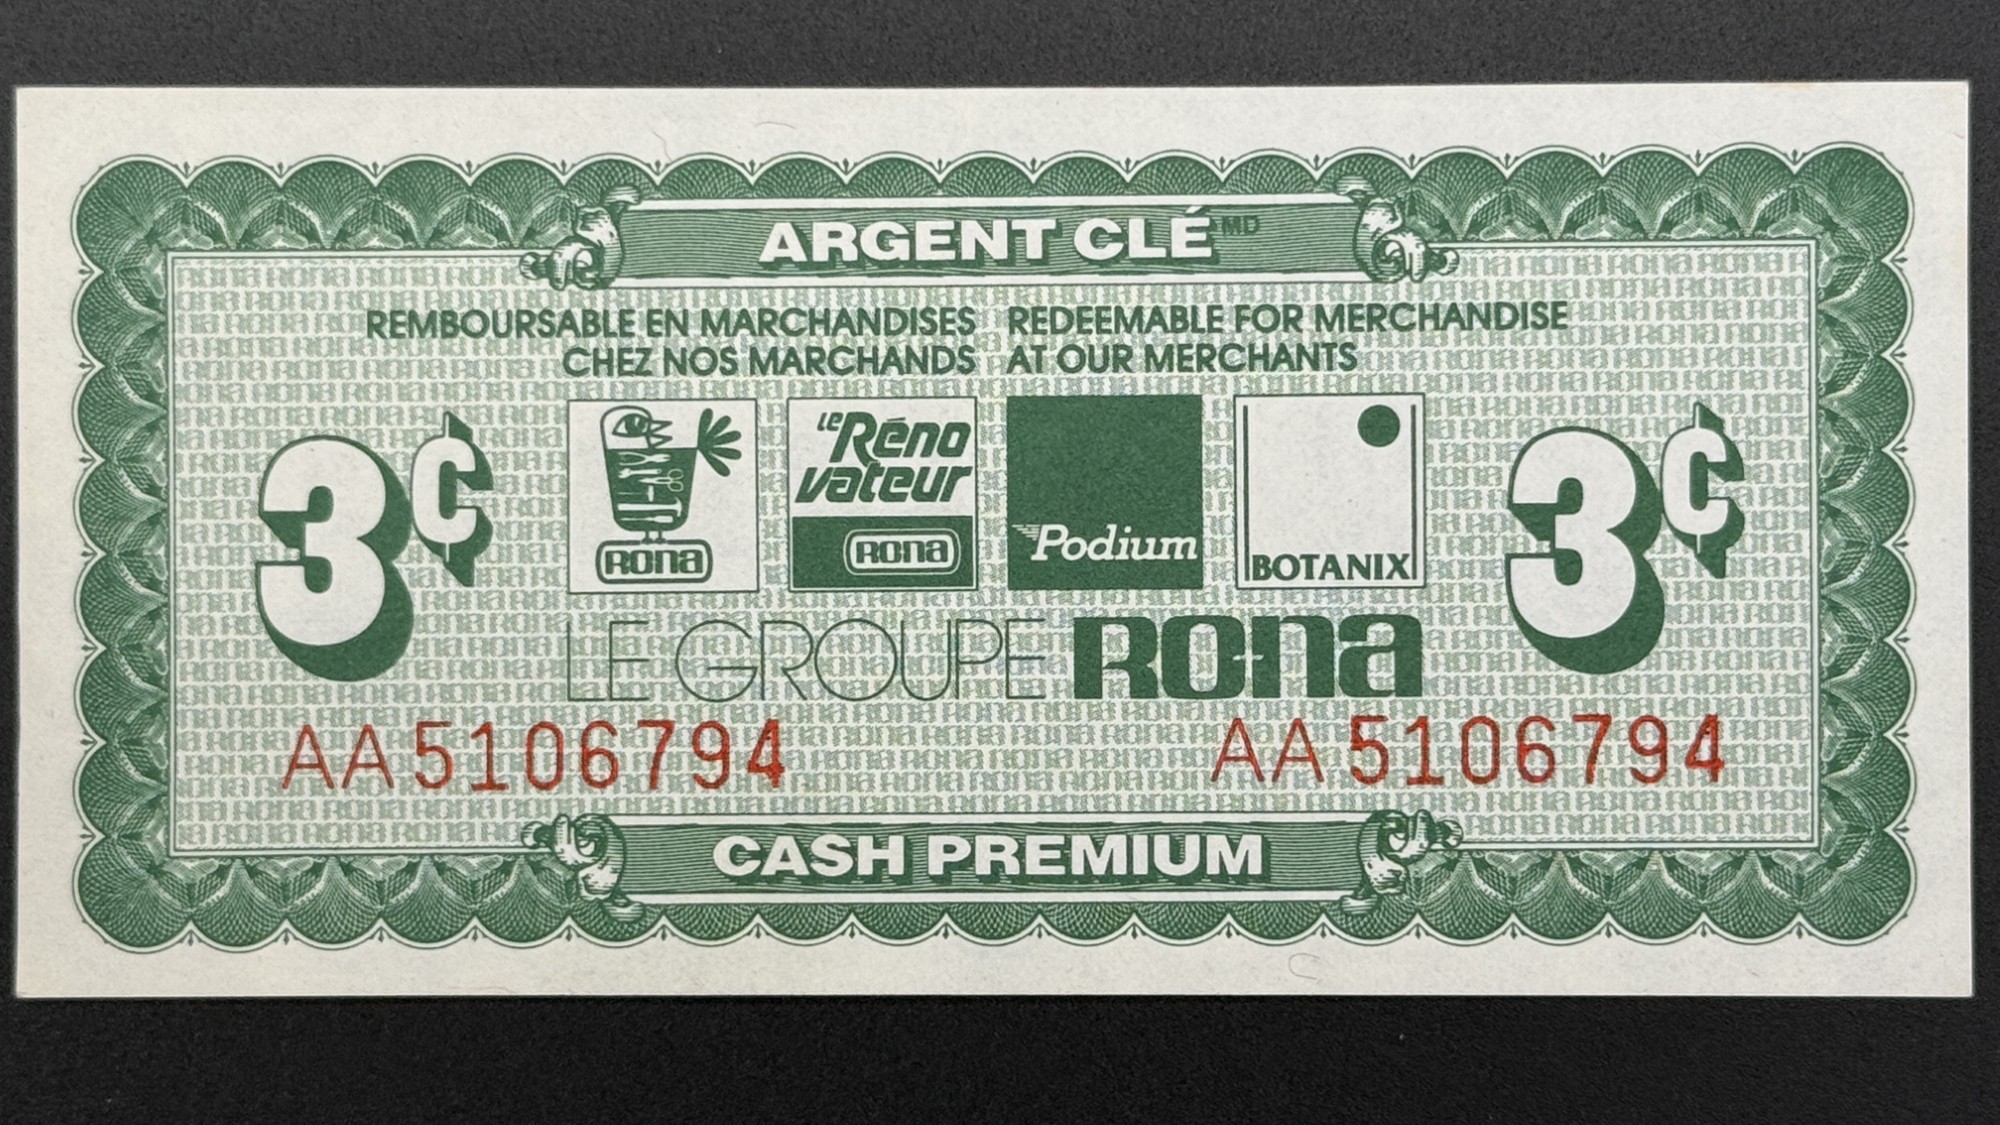 ARGENT CLÉ MD
REMBOURSABLE EN MARCHANDISES
CHEZ NOS MARCHANDS
REDEEMABLE FOR MERCHANDISE
AT OUR MERCHANTS
3¢
RONA
LE Réno
vateur
RONA
Podium
BOTANIX
3¢
LE GROUPE RONA
AA5106794
AA5106794
CASH PREMIUM